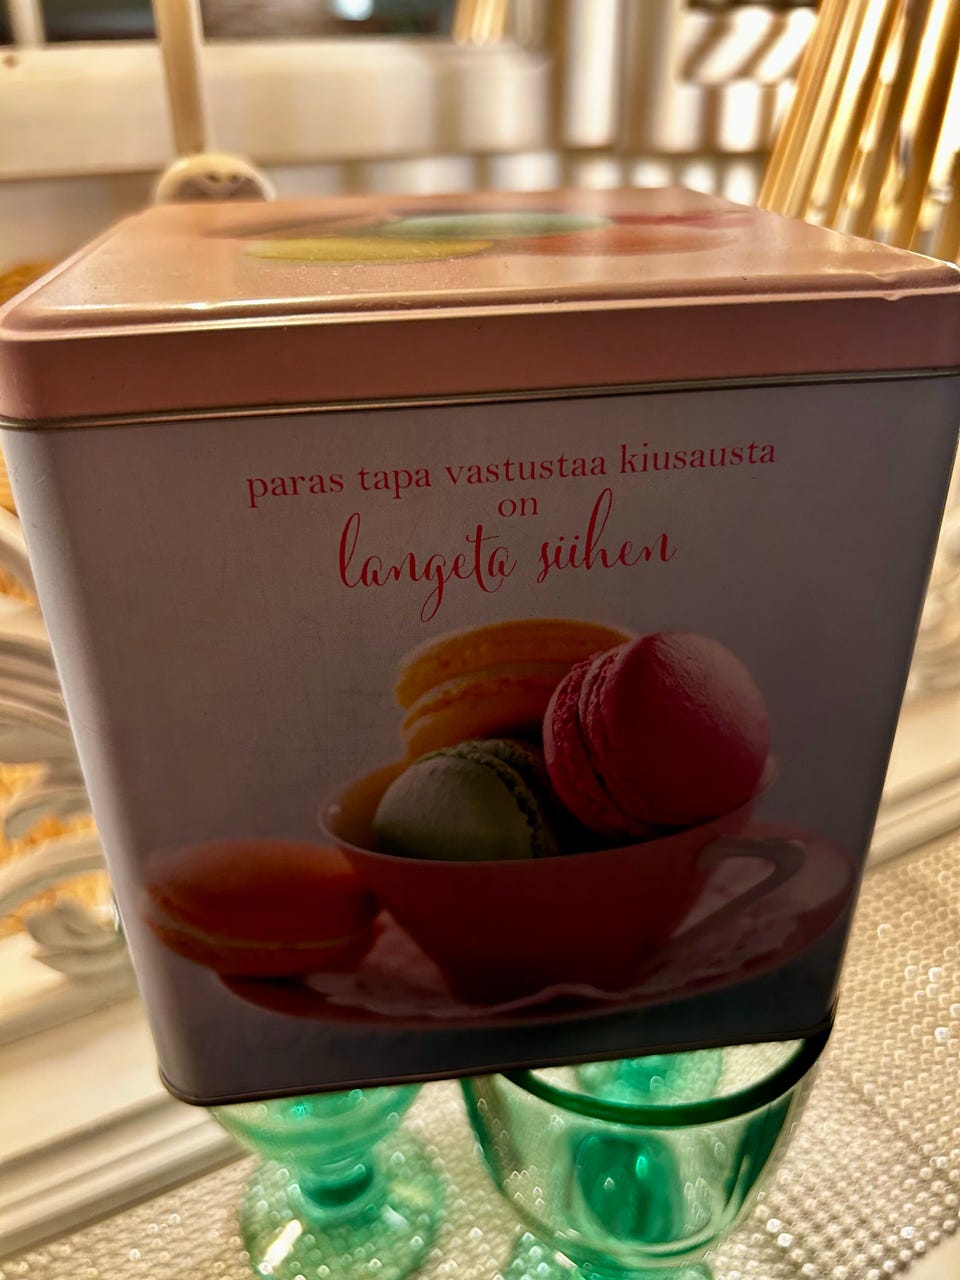 paras tapa vastustaa kiusausta
on
langeta siihen